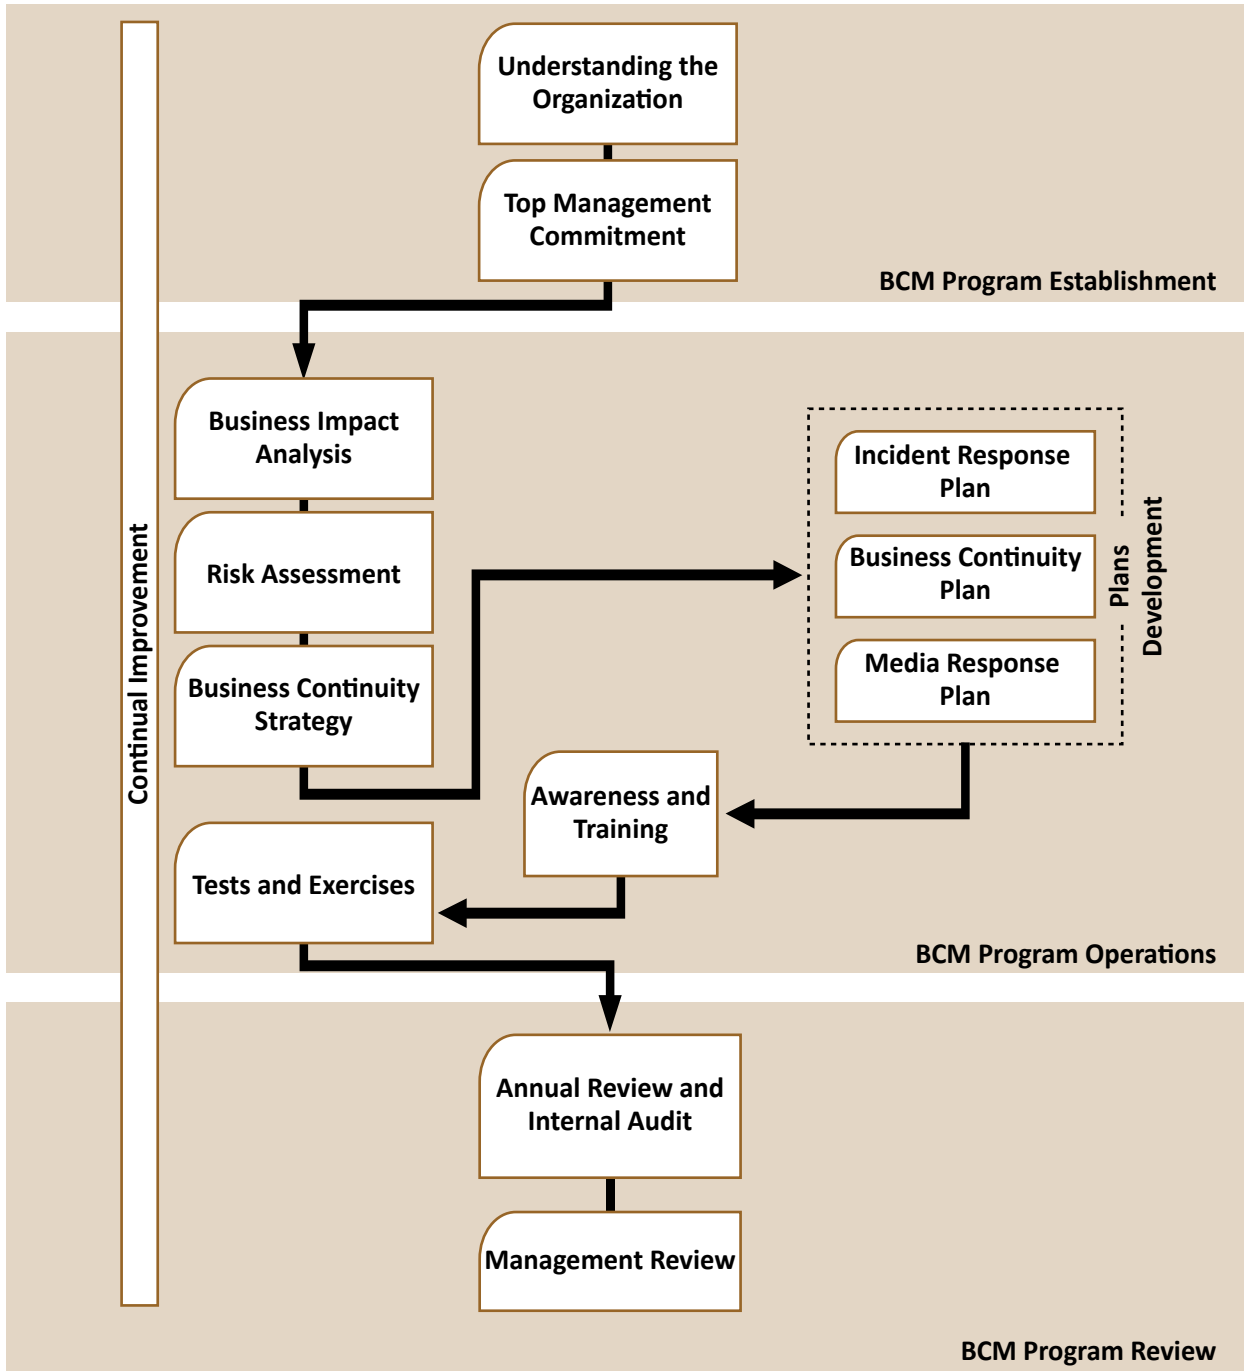 Understanding the
Organization
Top Management
Commitment
BCM Program Establishment
Continual Improvement
Business Impact
Analysis
Risk Assessment
Business Continuity
Strategy
Incident Response
Plan
Business Continuity
Plan
Media Response
Plan
Plans
Development
Awareness and
Training
Tests and Exercises
BCM Program Operations
Annual Review and
Internal Audit
Management Review
BCM Program Review